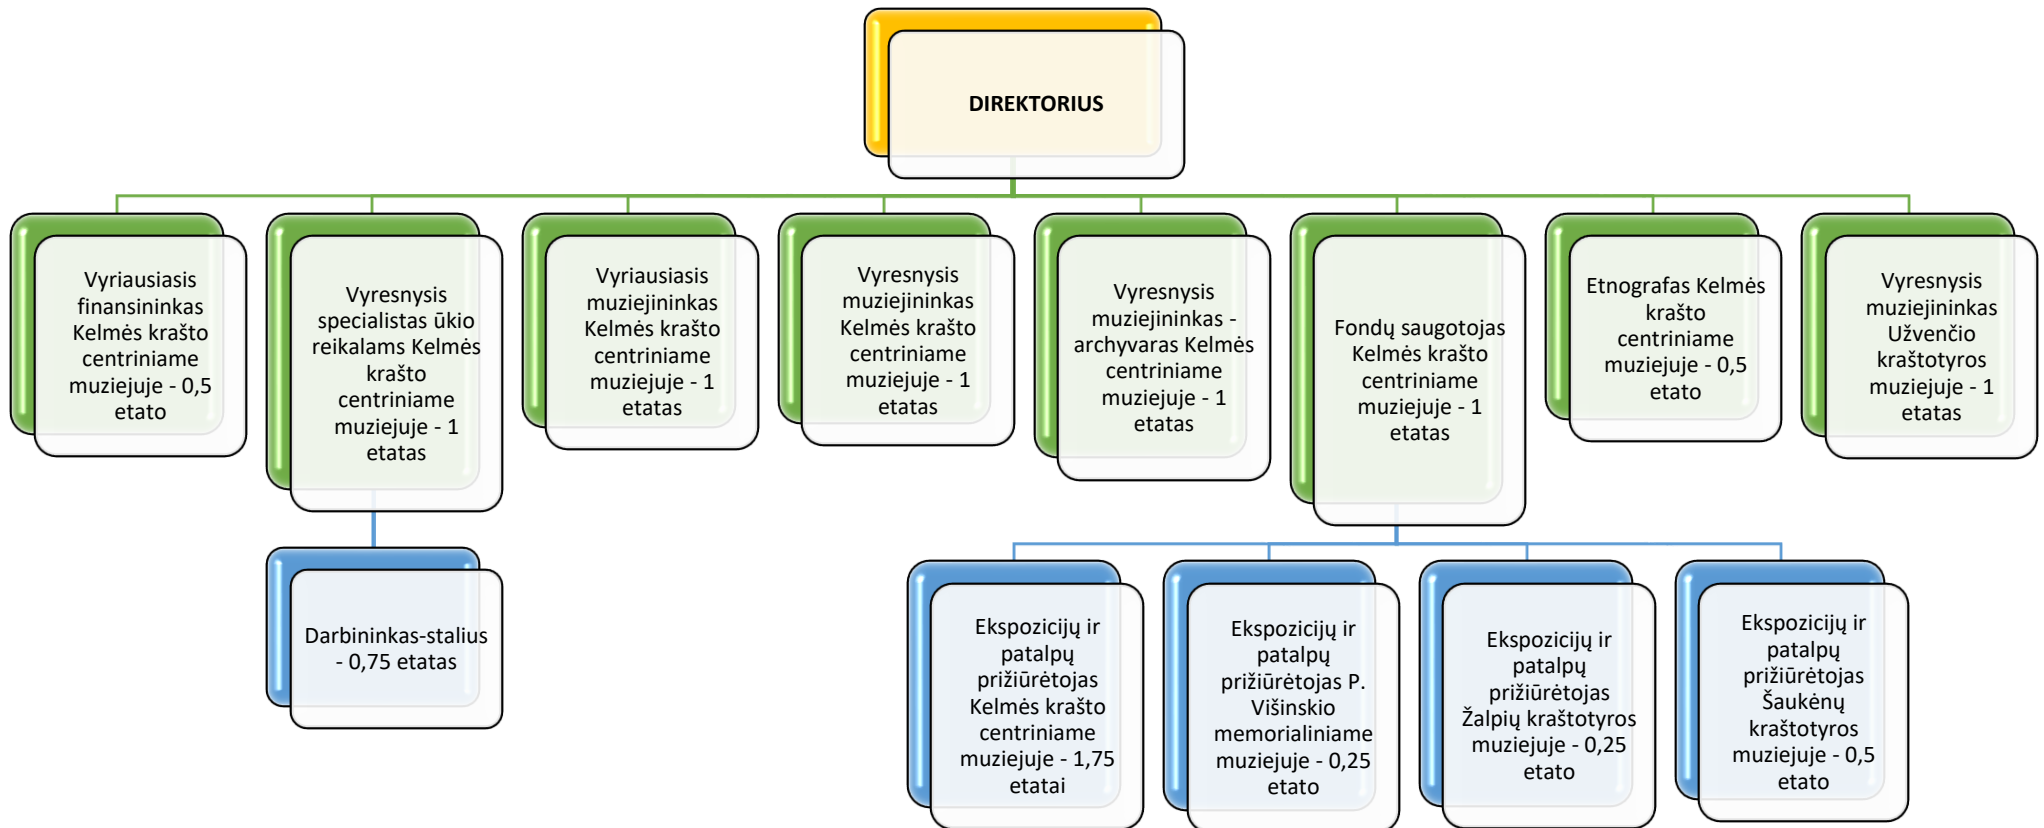 DIREKTORIUS
Vyriausiasis
finansininkas
Kelmės krašto
centriniame
muziejuje - 0,5
etato
Vyresnysis
specialistas ūkio
reikalams Kelmės
krašto
centriniame
muziejuje - 1
etatas
Vyriausiasis
muziejininkas
Kelmės krašto
centriniame
muziejuje - 1
etatas
Vyresnysis
muziejininkas
Kelmės krašto
centriniame
muziejuje - 1
etatas
Vyresnysis
muziejininkas -
archyvaras Kelmės
centriniame
muziejuje - 1
etatas
Fondų saugotojas
Kelmės krašto
centriniame
muziejuje - 1
etatas
Etnografas Kelmės
krašto
centriniame
muziejuje - 0,5
etato
Vyresnysis
muziejininkas
Užvenčio
kraštotyros
muziejuje - 1
etatas
Darbininkas-stalius
- 0,75 etatas
Ekspozicijų ir
patalpų
prižiūrėtojas
Kelmės krašto
centriniame
muziejuje - 1,75
etatai
Ekspozicijų ir
patalpų
prižiūrėtojas P.
Višinskio
memorialiniame
muziejuje - 0,25
etato
Ekspozicijų ir
patalpų
prižiūrėtojas
Žalpių kraštotyros
muziejuje - 0,25
etato
Ekspozicijų ir
patalpų
prižiūrėtojas
Šaukėnų
kraštotyros
muziejuje - 0,5
etato